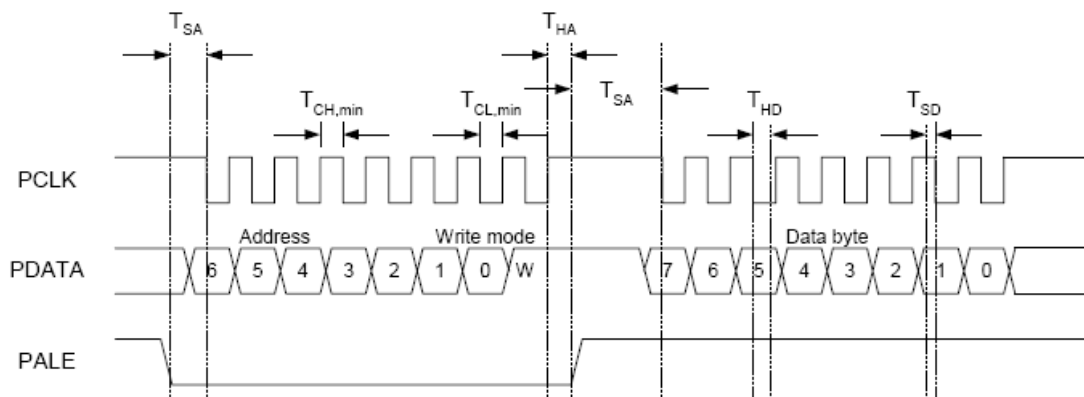 T_SA T_HA
T_CH,min T_CL,min T_SA T_HD T_SD
PCLK
Address Write mode Data byte
PDATA 6 5 4 3 2 1 0 W 7 6 5 4 3 2 1 0
PALE